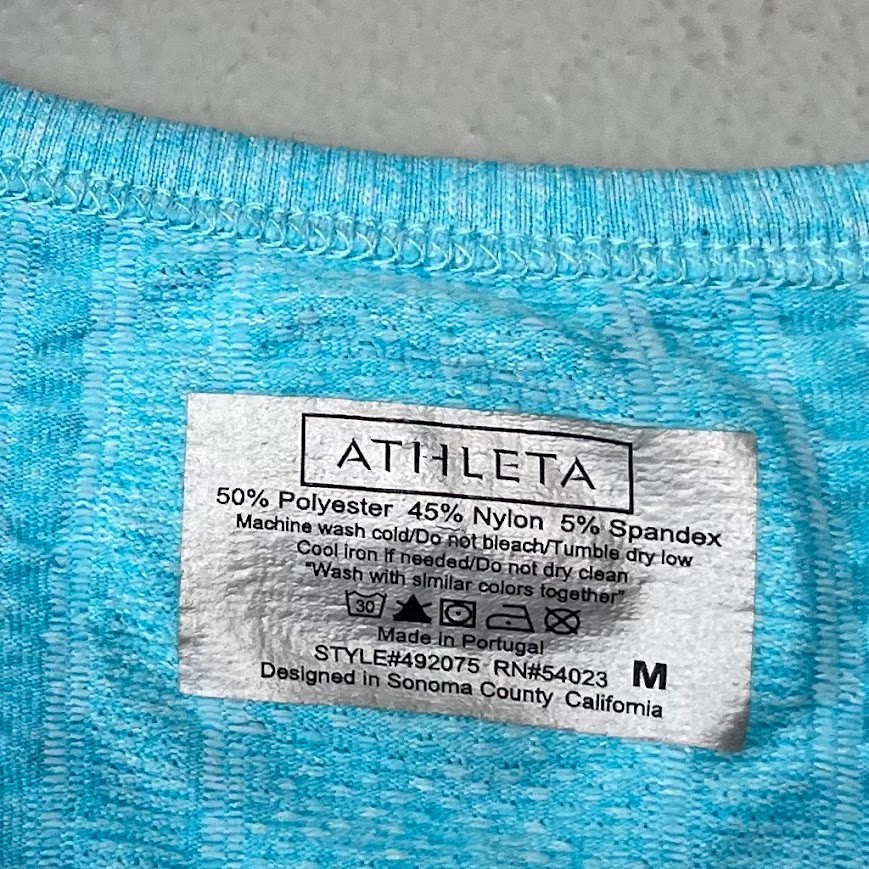 ATHLETA
50% Polyester 45% Nylon 5% Spandex
Machine wash cold/Do not bleach/Tumble dry low
Cool iron if needed/Do not dry clean
"Wash with similar colors together"
30
Made in Portugal
STYLE#492075 RN#54023 M
Designed in Sonoma County California